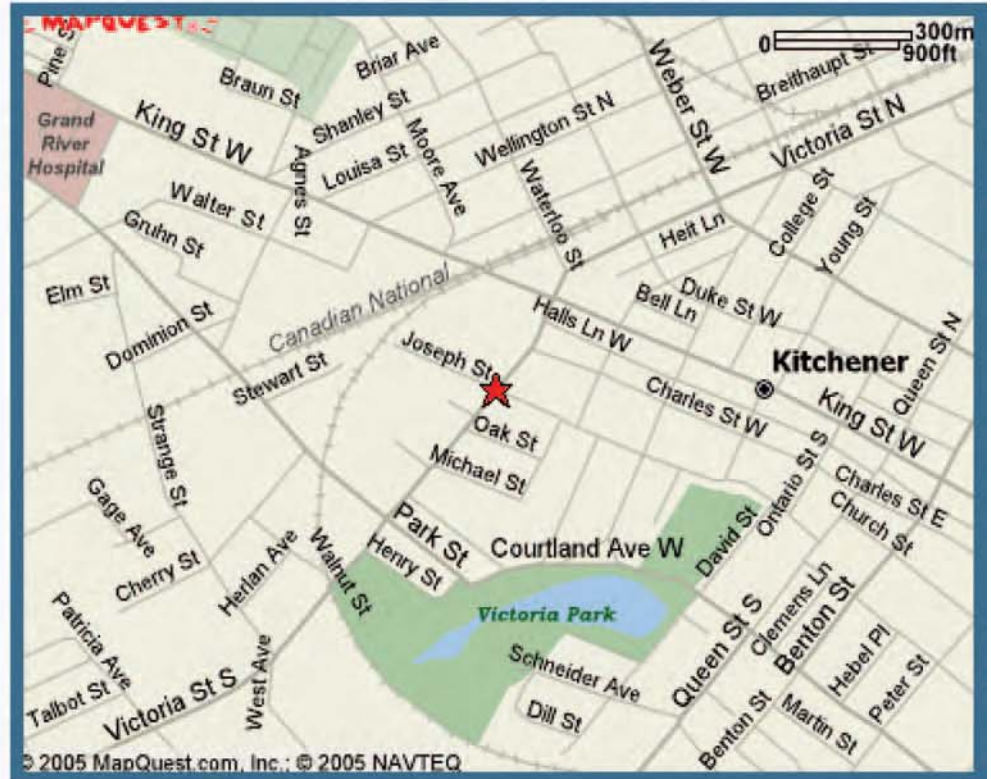 MAPQUEST
300m
0
900ft
Pine St
Briar Ave
Weber St W
Breithaupt St
Braun St
Shanley St
Grand
River
Hospital
King St W
Moore Ave
Wellington St N
Victoria St N
Louisa St
Agnes St
Walter St
Waterloo St
College St
Gruhn St
Heit Ln
Young St
Elm St
Canadian National
Bell Ln
Duke St W
Halls Ln W
Dominion St
Queen St N
Joseph St
Kitchener
Stewart St
Charles St W
King St W
Oak St
Strange St
Michael St
Ontario St S
Charles St E
Gage Ave
Church St
Park St
David St
Courtland Ave W
Henry St
Walnut St
Cherry St
Herlan Ave
Clemens Ln
Benton St
Victoria Park
Patricia Ave
Queen St S
Hebel Pl
Schneider Ave
West Ave
Peter St
Talbot St
Victoria St S
Dill St
Benton St
Martin St
© 2005 MapQuest.com, Inc.; © 2005 NAVTEQ